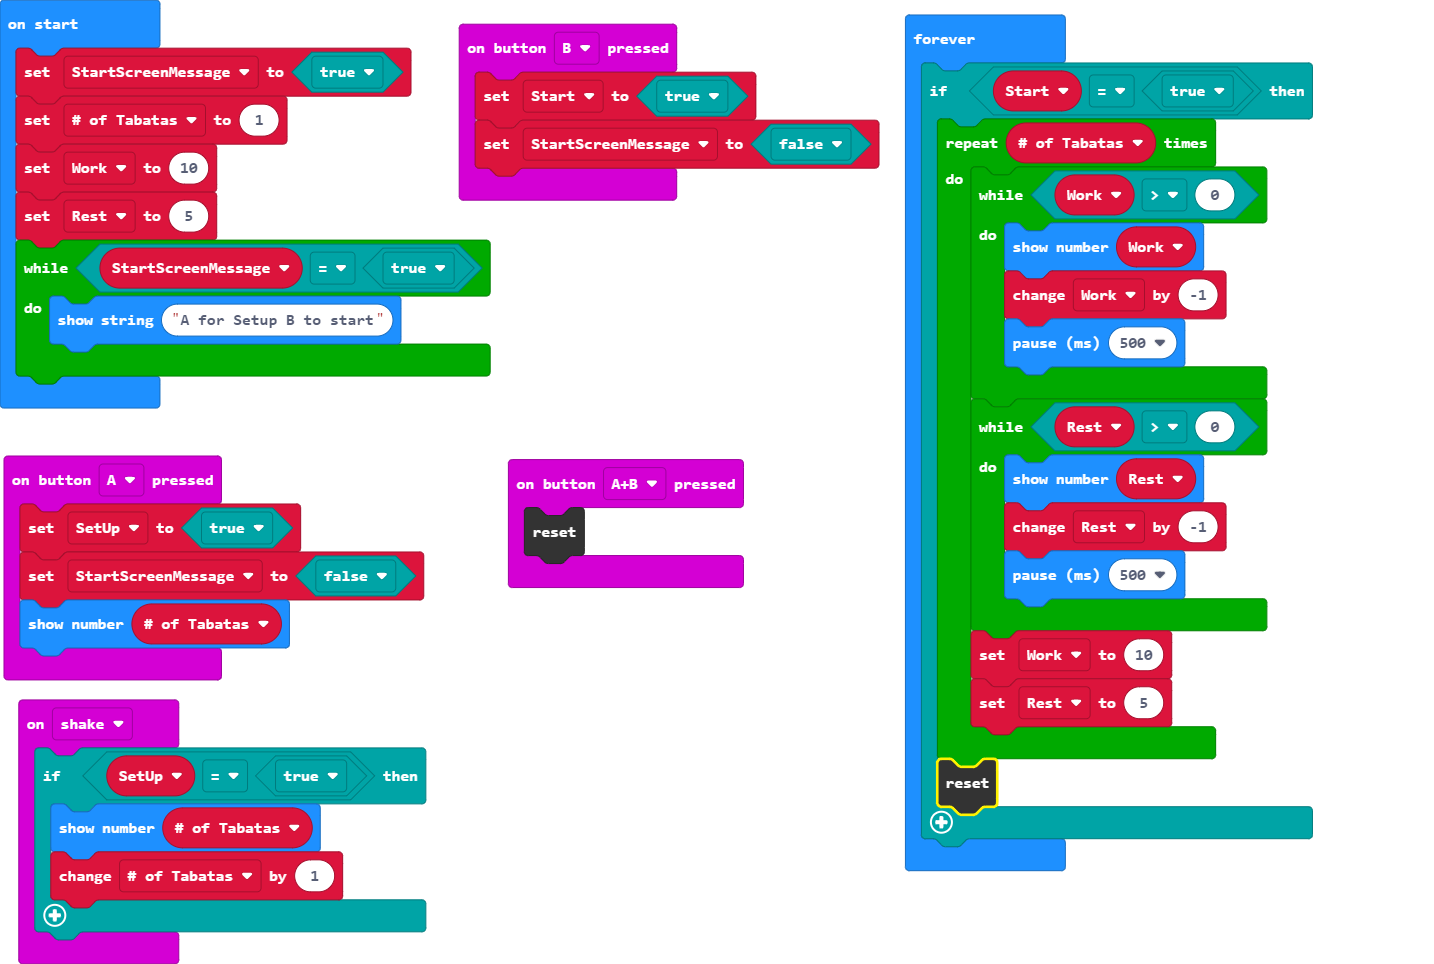 on start
set StartScreenMessage to true
set # of Tabatas to 1
set Work to 10
set Rest to 5
while StartScreenMessage = true
do
show string "A for Setup B to start"
on button B pressed
set Start to true
set StartScreenMessage to false
on button A pressed
set SetUp to true
set StartScreenMessage to false
show number # of Tabatas
on button A+B pressed
reset
on shake
if SetUp = true then
show number # of Tabatas
change # of Tabatas by 1
forever
if Start = true then
repeat # of Tabatas times
do
while Work > 0
do
show number Work
change Work by -1
pause (ms) 500
while Rest > 0
do
show number Rest
change Rest by -1
pause (ms) 500
set Work to 10
set Rest to 5
reset